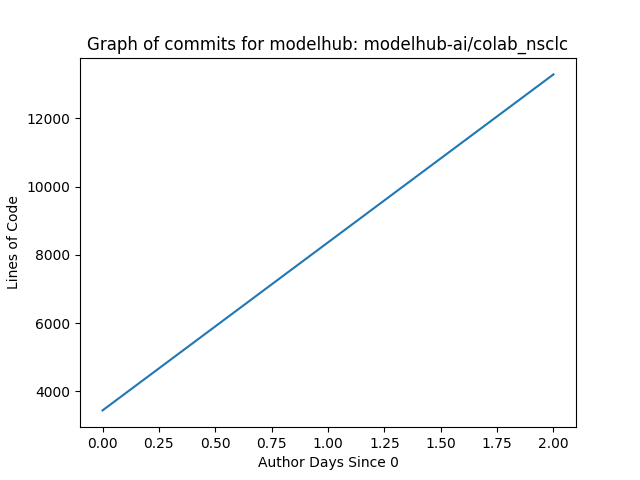 Graph of commits for modelhub: modelhub-ai/colab_nsclc
Lines of Code
12000
10000
8000
6000
4000
0.00 0.25 0.50 0.75 1.00 1.25 1.50 1.75 2.00
Author Days Since 0